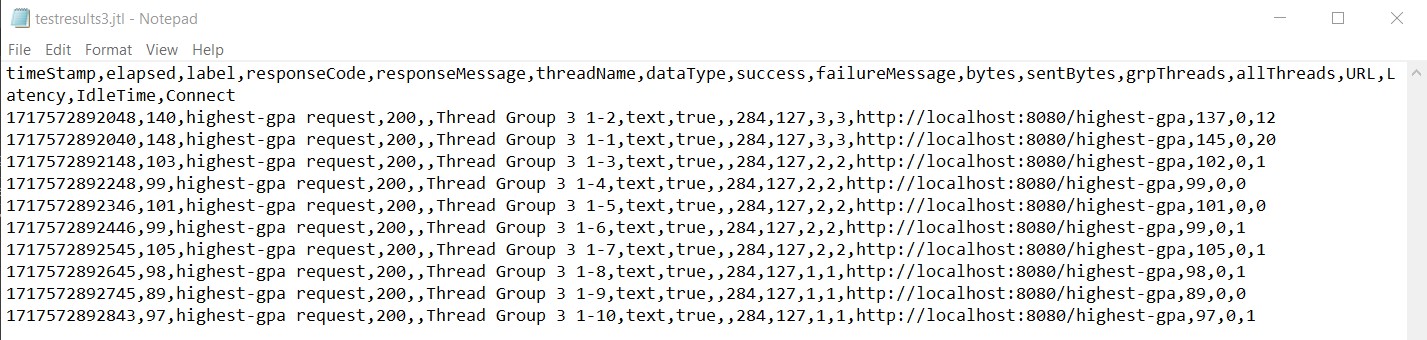 testresults3.jtl - Notepad
File Edit Format View Help
timeStamp,elapsed,label,responseCode,responseMessage,threadName,dataType,success,failureMessage,bytes,sentBytes,grpThreads,allThreads,URL,L
atency,IdleTime,Connect
1717572892048,140,highest-gpa request,200,,Thread Group 3 1-2,text,true,,284,127,3,3,http://localhost:8080/highest-gpa,137,0,12
1717572892040,148,highest-gpa request,200,,Thread Group 3 1-1,text,true,,284,127,3,3,http://localhost:8080/highest-gpa,145,0,20
1717572892148,103,highest-gpa request,200,,Thread Group 3 1-3,text,true,,284,127,2,2,http://localhost:8080/highest-gpa,102,0,1
1717572892248,99,highest-gpa request,200,,Thread Group 3 1-4,text,true,,284,127,2,2,http://localhost:8080/highest-gpa,99,0,0
1717572892346,101,highest-gpa request,200,,Thread Group 3 1-5,text,true,,284,127,2,2,http://localhost:8080/highest-gpa,101,0,0
1717572892446,99,highest-gpa request,200,,Thread Group 3 1-6,text,true,,284,127,2,2,http://localhost:8080/highest-gpa,99,0,1
1717572892545,105,highest-gpa request,200,,Thread Group 3 1-7,text,true,,284,127,2,2,http://localhost:8080/highest-gpa,105,0,1
1717572892645,98,highest-gpa request,200,,Thread Group 3 1-8,text,true,,284,127,1,1,http://localhost:8080/highest-gpa,98,0,1
1717572892745,89,highest-gpa request,200,,Thread Group 3 1-9,text,true,,284,127,1,1,http://localhost:8080/highest-gpa,89,0,0
1717572892843,97,highest-gpa request,200,,Thread Group 3 1-10,text,true,,284,127,1,1,http://localhost:8080/highest-gpa,97,0,1